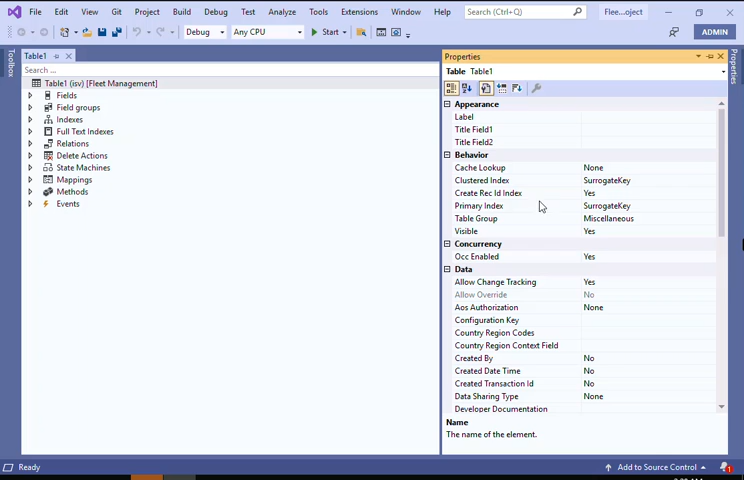 File Edit View Git Project Build Debug Test Analyze Tools Extensions Window Help Search (Ctrl+Q) Flee...oject
Debug Any CPU Start ADMIN
Toolbox
Table1
Search ...
Table1 (isv) [Fleet Management]
Fields
Field groups
Indexes
Full Text Indexes
Relations
Delete Actions
State Machines
Mappings
Methods
Events
Properties
Table Table1
Appearance
Label
Title Field1
Title Field2
Behavior
Cache Lookup None
Clustered Index SurrogateKey
Create Rec Id Index Yes
Primary Index SurrogateKey
Table Group Miscellaneous
Visible Yes
Concurrency
Occ Enabled Yes
Data
Allow Change Tracking Yes
Allow Override No
Aos Authorization None
Configuration Key
Country Region Codes
Country Region Context Field
Created By No
Created Date Time No
Created Transaction Id No
Data Sharing Type None
Developer Documentation
Name
The name of the element.
Properties
Ready Add to Source Control 1